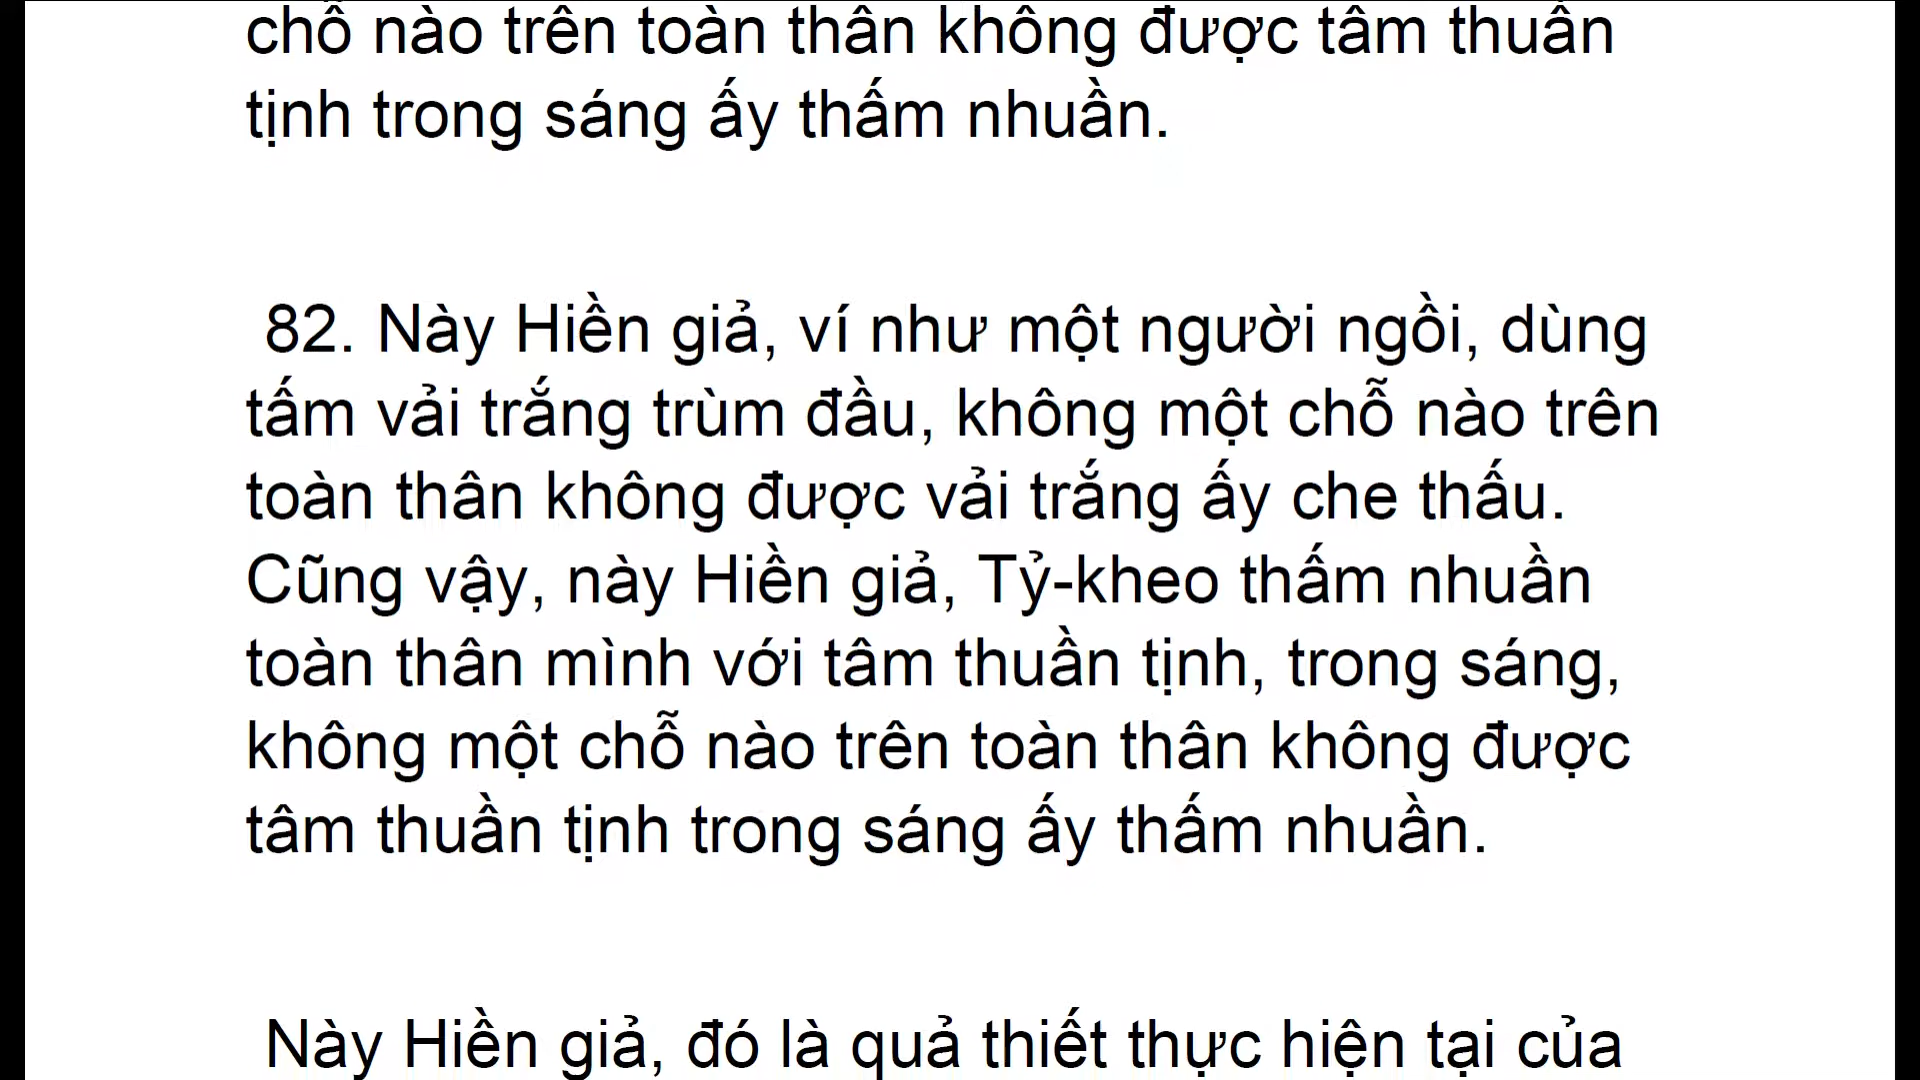 chỗ nào trên toàn thân không được tâm thuần
tịnh trong sáng ấy thấm nhuần.
82. Này Hiền giả, ví như một người ngồi, dùng
tấm vải trắng trùm đầu, không một chỗ nào trên
toàn thân không được vải trắng ấy che thấu.
Cũng vậy, này Hiền giả, Tỷ-kheo thấm nhuần
toàn thân mình với tâm thuần tịnh, trong sáng,
không một chỗ nào trên toàn thân không được
tâm thuần tịnh trong sáng ấy thấm nhuần.
Này Hiền giả, đó là quả thiết thực hiện tại của